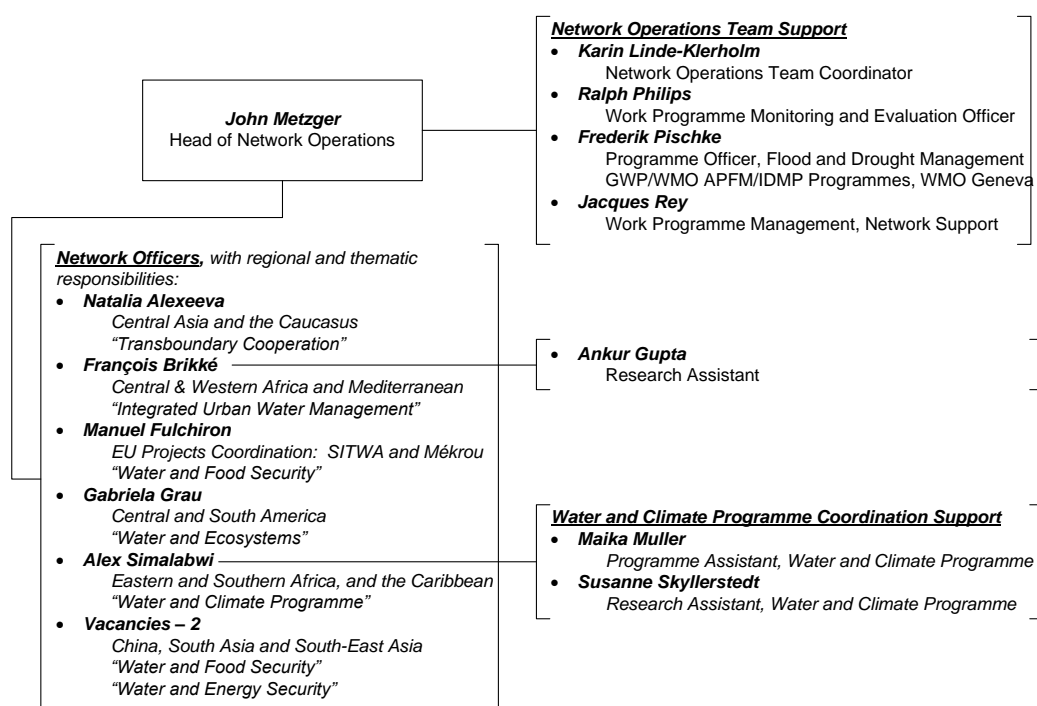 John Metzger
Head of Network Operations
Network Operations Team Support
• Karin Linde-Klerholm
Network Operations Team Coordinator
• Ralph Philips
Work Programme Monitoring and Evaluation Officer
• Frederik Pischke
Programme Officer, Flood and Drought Management
GWP/WMO APFM/IDMP Programmes, WMO Geneva
• Jacques Rey
Work Programme Management, Network Support
Network Officers, with regional and thematic
responsibilities:
• Natalia Alexeeva
Central Asia and the Caucasus
“Transboundary Cooperation”
• François Brikké
Central & Western Africa and Mediterranean
“Integrated Urban Water Management”
• Manuel Fulchiron
EU Projects Coordination: SITWA and Mékrou
“Water and Food Security”
• Gabriela Grau
Central and South America
“Water and Ecosystems”
• Alex Simalabwi
Eastern and Southern Africa, and the Caribbean
“Water and Climate Programme”
• Vacancies – 2
China, South Asia and South-East Asia
“Water and Food Security”
“Water and Energy Security”
• Ankur Gupta
Research Assistant
Water and Climate Programme Coordination Support
• Maika Muller
Programme Assistant, Water and Climate Programme
• Susanne Skyllerstedt
Research Assistant, Water and Climate Programme